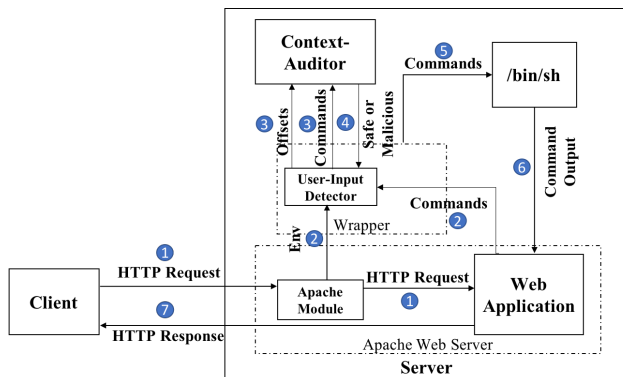 Context-
Auditor
5
Commands
/bin/sh
3
Offsets
3
Commands
4
Safe or
Malicious
6
Command
Output
User-Input
Detector
Wrapper
Commands
2
Env
2
1
HTTP Request
Client
7
HTTP Response
Apache
Module
HTTP Request
1
Web
Application
Apache Web Server
Server